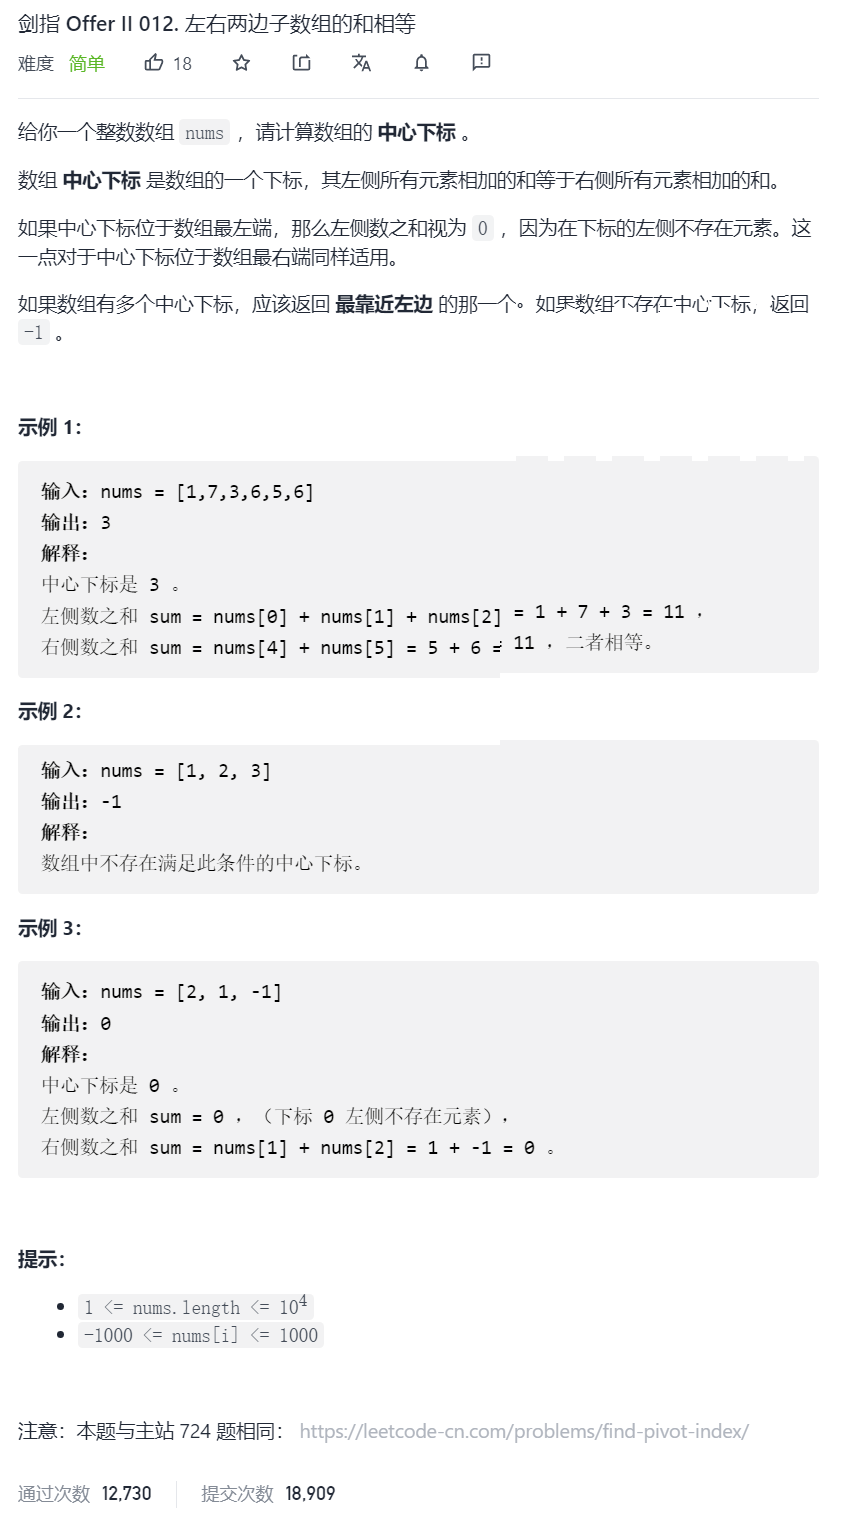 剑指 Offer II 012. 左右两边子数组的和相等
难度 简单 18
给你一个整数数组 nums ，请计算数组的 中心下标 。
数组 中心下标 是数组的一个下标，其左侧所有元素相加的和等于右侧所有元素相加的和。
如果中心下标位于数组最左端，那么左侧数之和视为 0 ，因为在下标的左侧不存在元素。这
一点对于中心下标位于数组最右端同样适用。
如果数组有多个中心下标，应该返回 最靠近左边 的那一个。如果数组不存在中心下标，返回
-1 。
示例 1：
输入：nums = [1,7,3,6,5,6]
输出：3
解释：
中心下标是 3 。
左侧数之和 sum = nums[0] + nums[1] + nums[2] = 1 + 7 + 3 = 11 ，
右侧数之和 sum = nums[4] + nums[5] = 5 + 6 = 11 ，二者相等。
示例 2：
输入：nums = [1, 2, 3]
输出：-1
解释：
数组中不存在满足此条件的中心下标。
示例 3：
输入：nums = [2, 1, -1]
输出：0
解释：
中心下标是 0 。
左侧数之和 sum = 0 ，（下标 0 左侧不存在元素），
右侧数之和 sum = nums[1] + nums[2] = 1 + -1 = 0 。
提示：
1 <= nums.length <= 10⁴
-1000 <= nums[i] <= 1000
注意：本题与主站 724 题相同： https://leetcode-cn.com/problems/find-pivot-index/
通过次数 12,730 提交次数 18,909